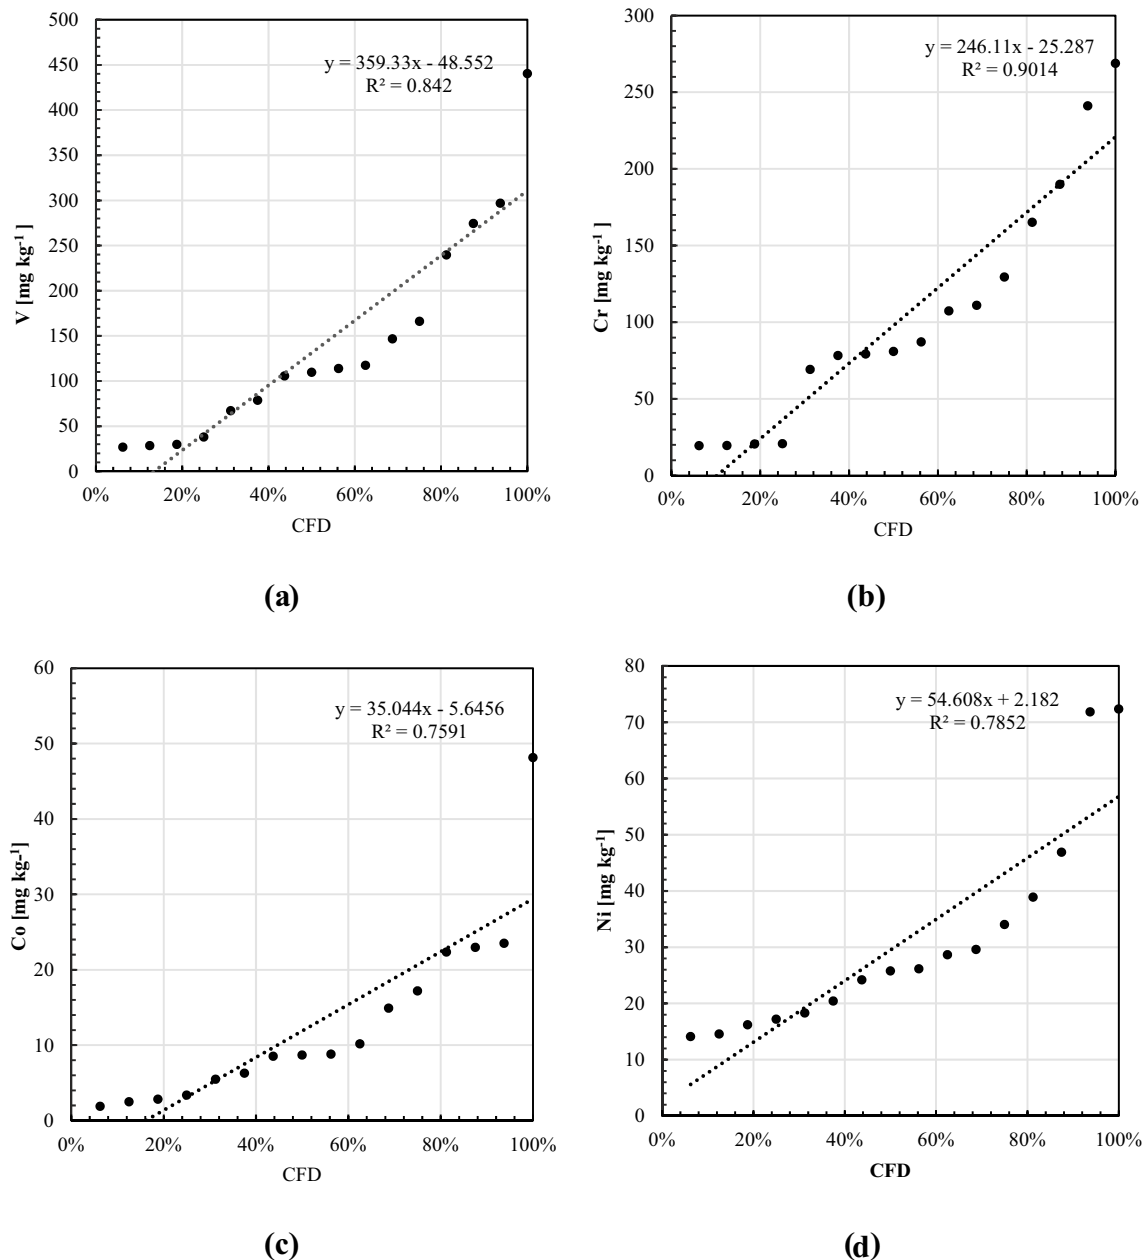 500
450
400
350
300
250
200
150
100
50
0
V [mg kg⁻¹ ]
y = 359.33x - 48.552
R² = 0.842
0% 20% 40% 60% 80% 100%
CFD
(a)
300
250
200
150
100
50
0
Cr [mg kg⁻¹ ]
y = 246.11x - 25.287
R² = 0.9014
0% 20% 40% 60% 80% 100%
CFD
(b)
60
50
40
30
20
10
0
Co [mg kg-¹]
y = 35.044x - 5.6456
R² = 0.7591
0% 20% 40% 60% 80% 100%
CFD
(c)
80
70
60
50
40
30
20
10
0
Ni [mg kg⁻¹]
y = 54.608x + 2.182
R² = 0.7852
0% 20% 40% 60% 80% 100%
CFD
(d)